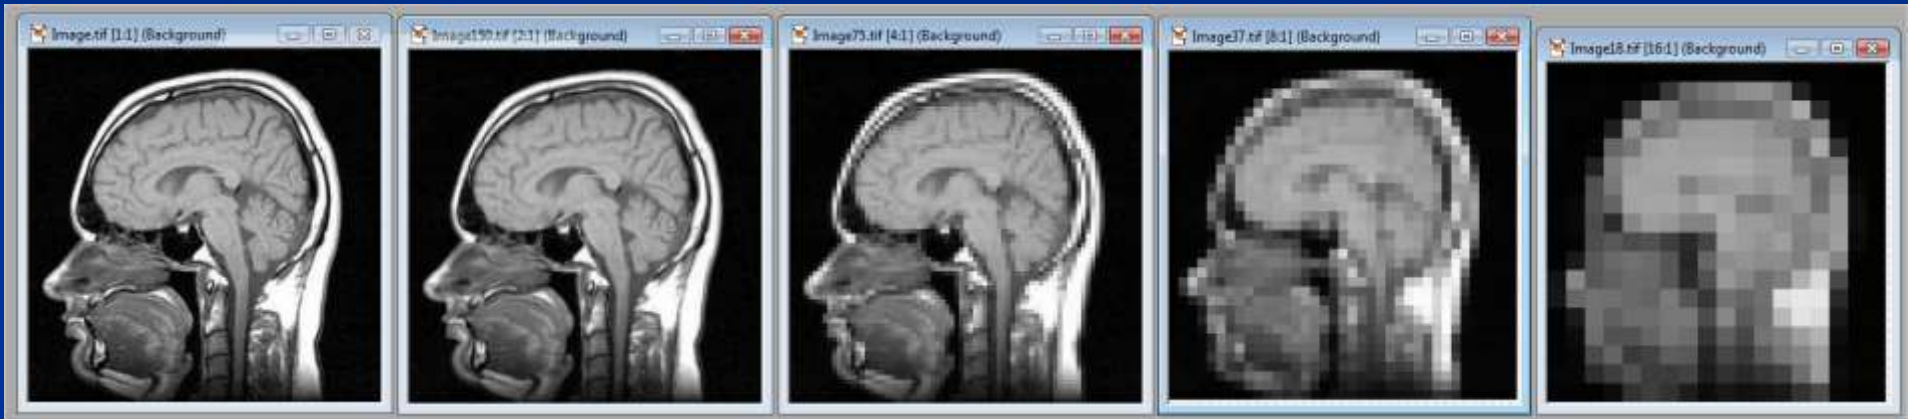 Image.tif [1:1] (Background)
Image150.tif [2:1] (Background)
Image75.tif [4:1] (Background)
Image37.tif [8:1] (Background)
Image18.tif [16:1] (Background)